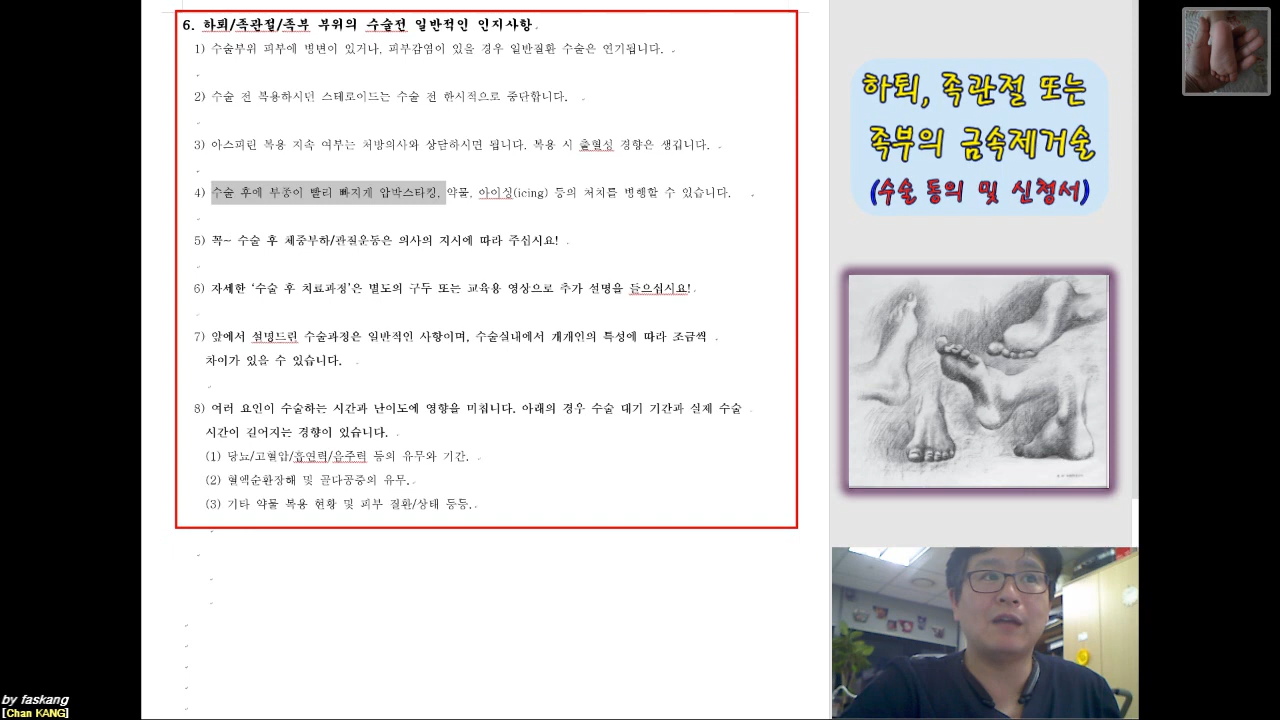 6. 하퇴/족관절/족부 부위의 수술전 일반적인 인지사항
1) 수술부위 피부에 병변이 있거나, 피부감염이 있을 경우 일반질환 수술은 연기됩니다.
2) 수술 전 복용하시던 스테로이드는 수술 전 한시적으로 중단합니다.
3) 아스피린 복용 지속 여부는 처방의사와 상담하시면 됩니다. 복용 시 출혈성 경향은 생깁니다.
4) 수술 후에 부종이 빨리 빠지게 압박스타킹, 약물, 아이싱(icing) 등의 처치를 병행할 수 있습니다.
5) 꼭~ 수술 후 체중부하/관절운동은 의사의 지시에 따라 주십시요!
6) 자세한 ‘수술 후 치료과정’은 별도의 구두 또는 교육용 영상으로 추가 설명을 들으십시요!
7) 앞에서 설명드린 수술과정은 일반적인 사항이며, 수술실내에서 개개인의 특성에 따라 조금씩
차이가 있을 수 있습니다.
8) 여러 요인이 수술하는 시간과 난이도에 영향을 미칩니다. 아래의 경우 수술 대기 기간과 실제 수술
시간이 길어지는 경향이 있습니다.
(1) 당뇨/고혈압/흡연력/음주력 등의 유무와 기간.
(2) 혈액순환장해 및 골다공증의 유무.
(3) 기타 약물 복용 현황 및 피부 질환/상태 등등.
하퇴, 족관절 또는
족부의 금속제거술
(수술 동의 및 신청서)
by faskang
[Chan KANG]